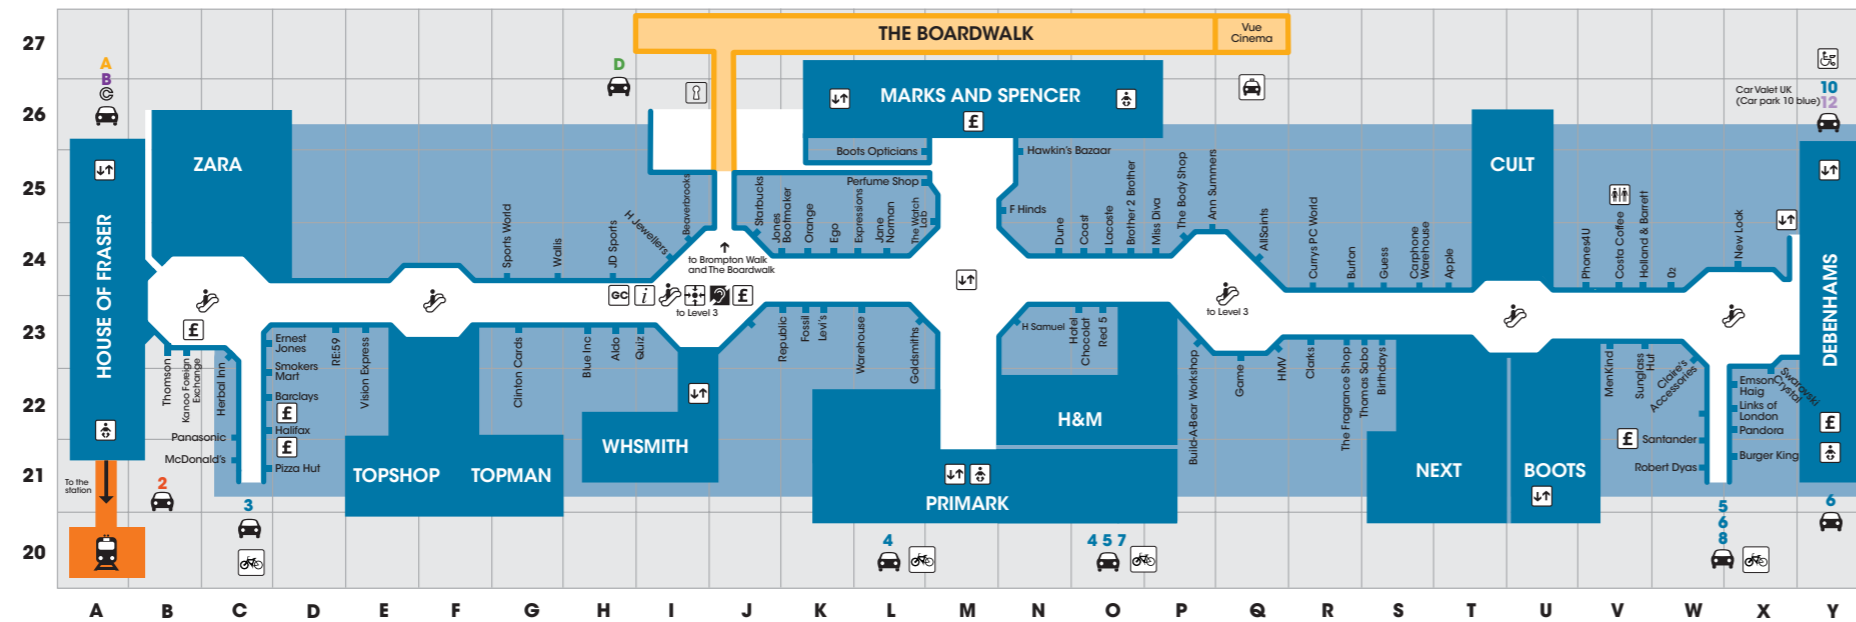 27
THE BOARDWALK
Vue
Cinema
A
B
C
D
26
MARKS AND SPENCER
£
Car Valet UK
(Car park 10 blue)
10
12
ZARA
CULT
Boots Opticians
Hawkin's Bazaar
25
Perfume Shop
F Hinds
HOUSE OF FRASER
Sports World
Wallis
JD Sports
H Jewellers
Beaverbrooks
Starbucks
Jones
Bootmaker
Orange
Ego
Expressions
Jane
Norman
The Watch
Lab
Dune
Coast
Lacoste
Brother 2 Brother
Miss Diva
The Body Shop
Ann Summers
AllSaints
Currys PC World
Burton
Guess
Carphone
Warehouse
Apple
Phones4U
Costa Coffee
Holland & Barrett
Oz
New Look
DEBENHAMS
24
to Brompton Walk
and The Boardwalk
GC
i
£
to Level 3
to Level 3
23
£
Thomson
Kanoo Foreign
Exchange
Herbal Inn
Ernest
Jones
Smokers
Mart
Barclays
£
Halifax
£
Pizza Hut
Panasonic
McDonald's
RE:59
Vision Express
Clinton Cards
Blue Inc
Aldo
Quiz
Republic
Fossil
Levi's
Warehouse
Goldsmiths
H Samuel
Hotel
Chocolat
Red 5
Build-A-Bear Workshop
Game
HMV
Clarks
The Fragrance Shop
Thomas Sabo
Birthdays
MenKind
Sunglass
Hut
Claire's
Accessories
Swarovski
Crystal
Emson
Haig
Links of
London
Pandora
Burger King
£
Santander
Robert Dyas
£
22
H&M
WHSMITH
21
TOPSHOP
TOPMAN
PRIMARK
NEXT
BOOTS
To the
station
2
3
4
4 5 7
5
6
8
6
20
A B C D E F G H I J K L M N O P Q R S T U V W X Y